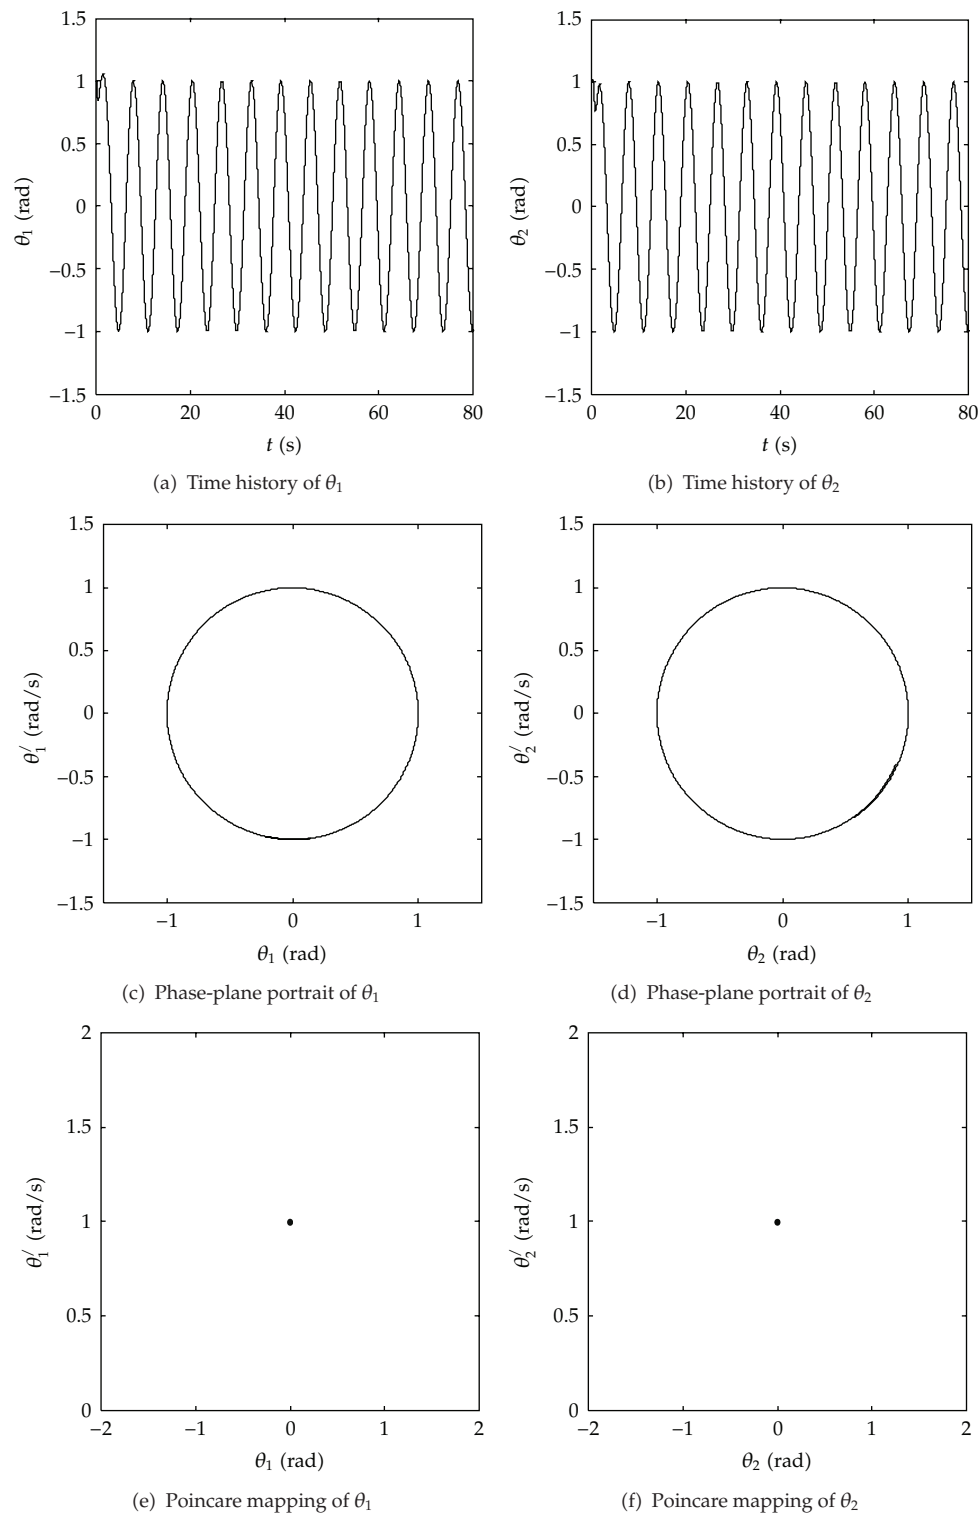 1.5
1
0.5
0
−0.5
−1
−1.5
θ1 (rad)
0 20 40 60 80
t (s)
(a) Time history of θ1
1.5
1
0.5
0
−0.5
−1
−1.5
θ2 (rad)
0 20 40 60 80
t (s)
(b) Time history of θ2
1.5
1
0.5
0
−0.5
−1
−1.5
θ′1 (rad/s)
−1 0 1
θ1 (rad)
(c) Phase-plane portrait of θ1
1.5
1
0.5
0
−0.5
−1
−1.5
θ′2 (rad/s)
−1 0 1
θ2 (rad)
(d) Phase-plane portrait of θ2
2
1.5
1
0.5
0
θ′1 (rad/s)
−2 −1 0 1 2
θ1 (rad)
(e) Poincare mapping of θ1
2
1.5
1
0.5
0
θ′2 (rad/s)
−2 −1 0 1 2
θ2 (rad)
(f) Poincare mapping of θ2